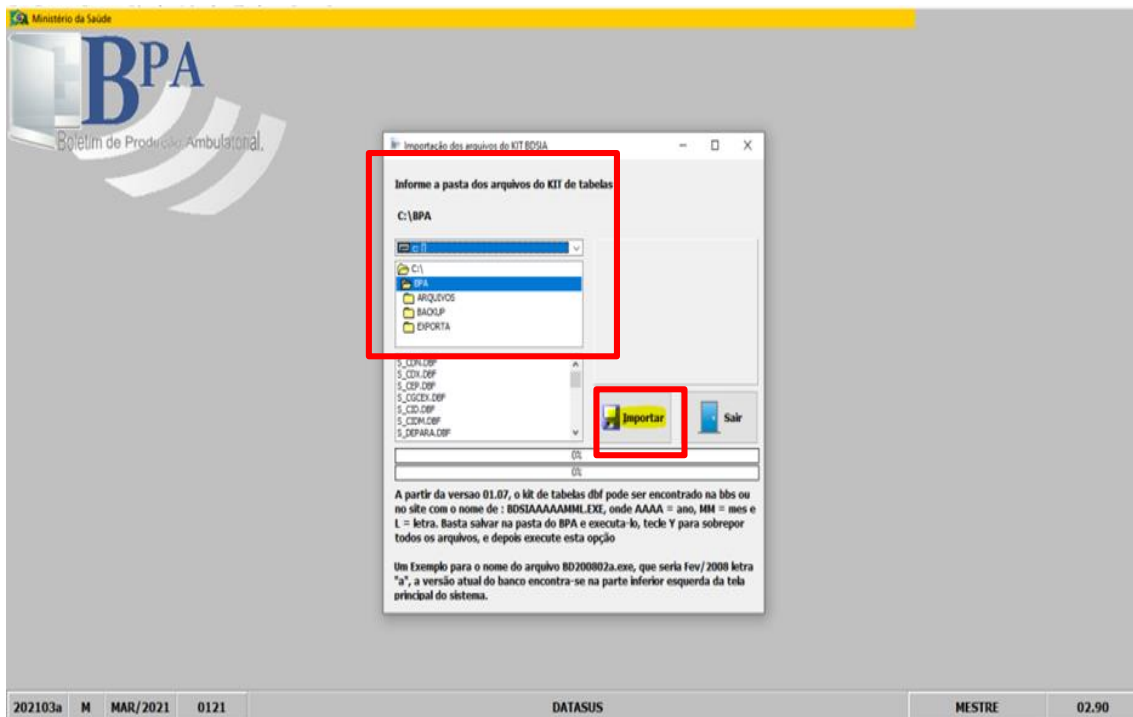 Ministério da Saúde
BPA
Boletim de Produção Ambulatorial.
Importação dos arquivos do KIT BDSIA
Informe a pasta dos arquivos do KIT de tabelas
C:\BPA
c: []
C:\
BPA
ARQUIVOS
BACKUP
EXPORTA
S_CDN.DBF
S_CDX.DBF
S_CEP.DBF
S_CGCEX.DBF
S_CID.DBF
S_CIDM.DBF
S_DEPARA.DBF
Importar
Sair
0%
0%
A partir da versao 01.07, o kit de tabelas dbf pode ser encontrado na bbs ou
no site com o nome de : BDSIAAAAAMML.EXE, onde AAAA = ano, MM = mes e
L = letra. Basta salvar na pasta do BPA e executa-lo, tecle Y para sobrepor
todos os arquivos, e depois execute esta opção
Um Exemplo para o nome do arquivo BD200802a.exe, que seria Fev/2008 letra
"a", a versão atual do banco encontra-se na parte inferior esquerda da tela
principal do sistema.
202103a M MAR/2021 0121 DATASUS MESTRE 02.90